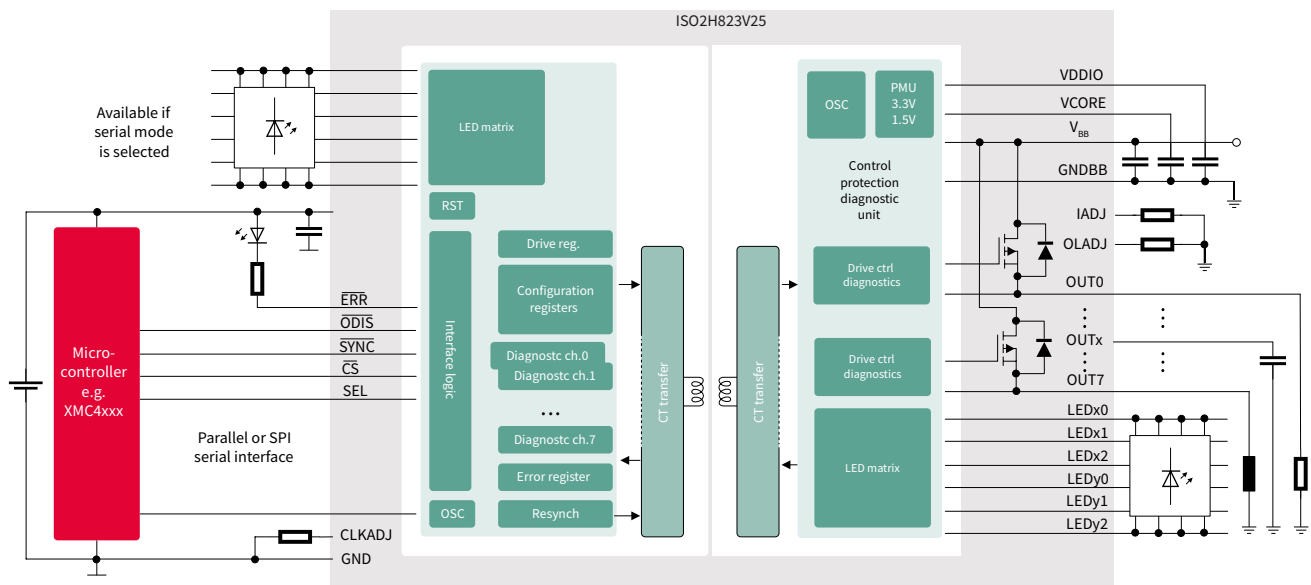 ISO2H823V25
Available if
serial mode
is selected
Micro-
controller
e.g.
XMC4xxx
Parallel or SPI
serial interface
ERR
ODIS
SYNC
CS
SEL
CLKADJ
GND
LED matrix
RST
Interface logic
OSC
Drive reg.
Configuration
registers
Diagnostc ch.0
Diagnostc ch.1
...
Diagnostc ch.7
Error register
Resynch
CT transfer
CT transfer
OSC
PMU
3.3V
1.5V
Control
protection
diagnostic
unit
Drive ctrl
diagnostics
Drive ctrl
diagnostics
LED matrix
VDDIO
VCORE
VBB
GNDBB
IADJ
OLADJ
OUT0
OUTx
OUT7
LEDx0
LEDx1
LEDx2
LEDy0
LEDy1
LEDy2